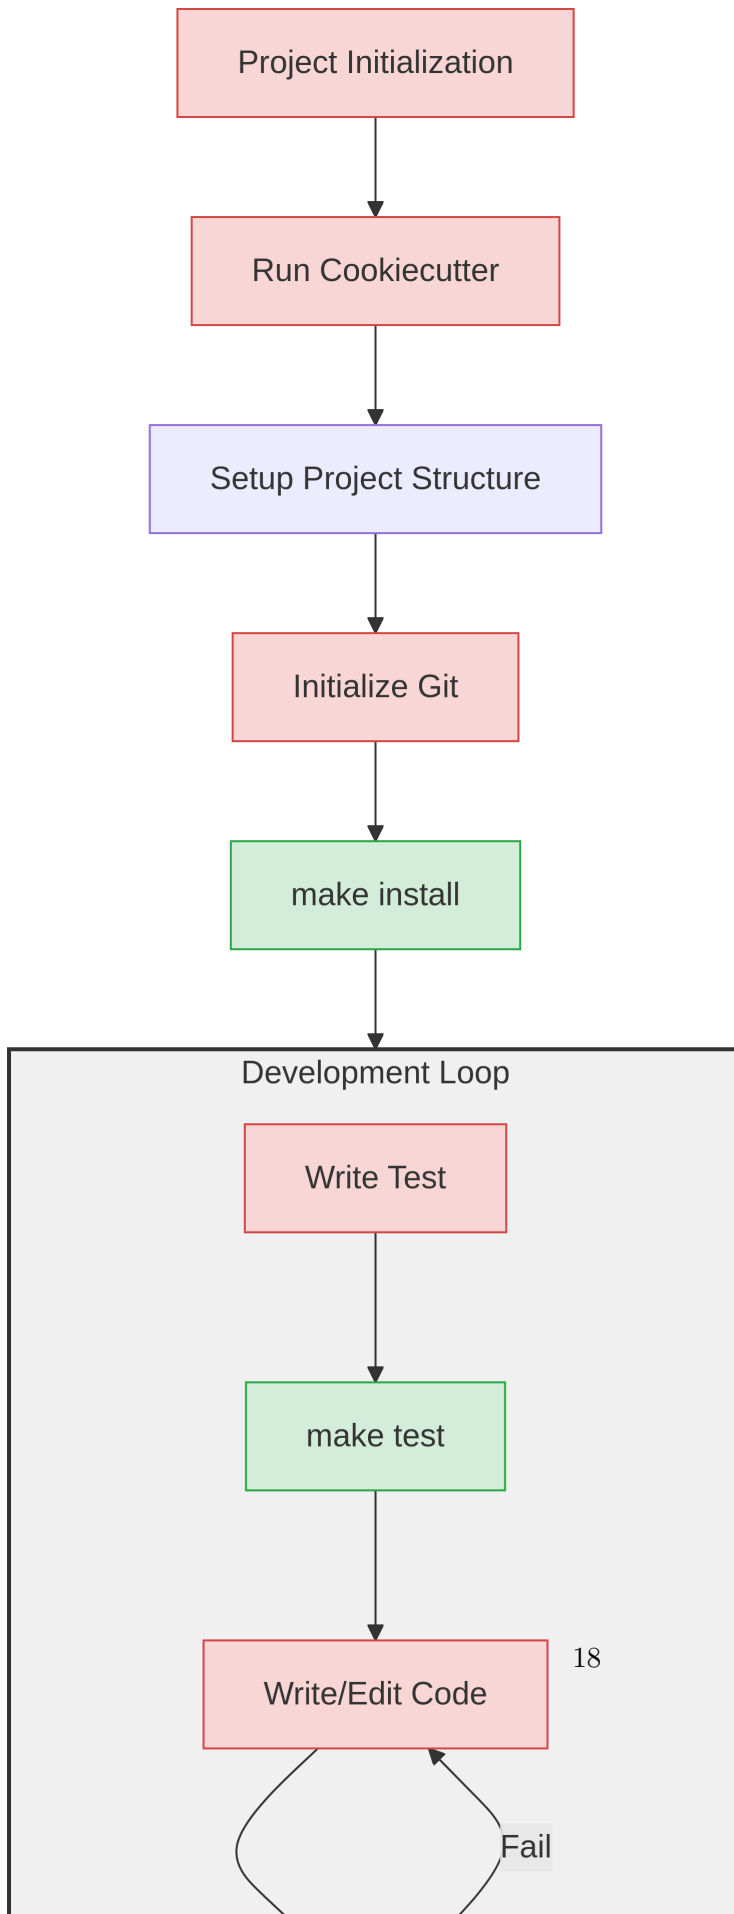 Project Initialization
Run Cookiecutter
Setup Project Structure
Initialize Git
make install
Development Loop
Write Test
make test
Write/Edit Code
18
Fail